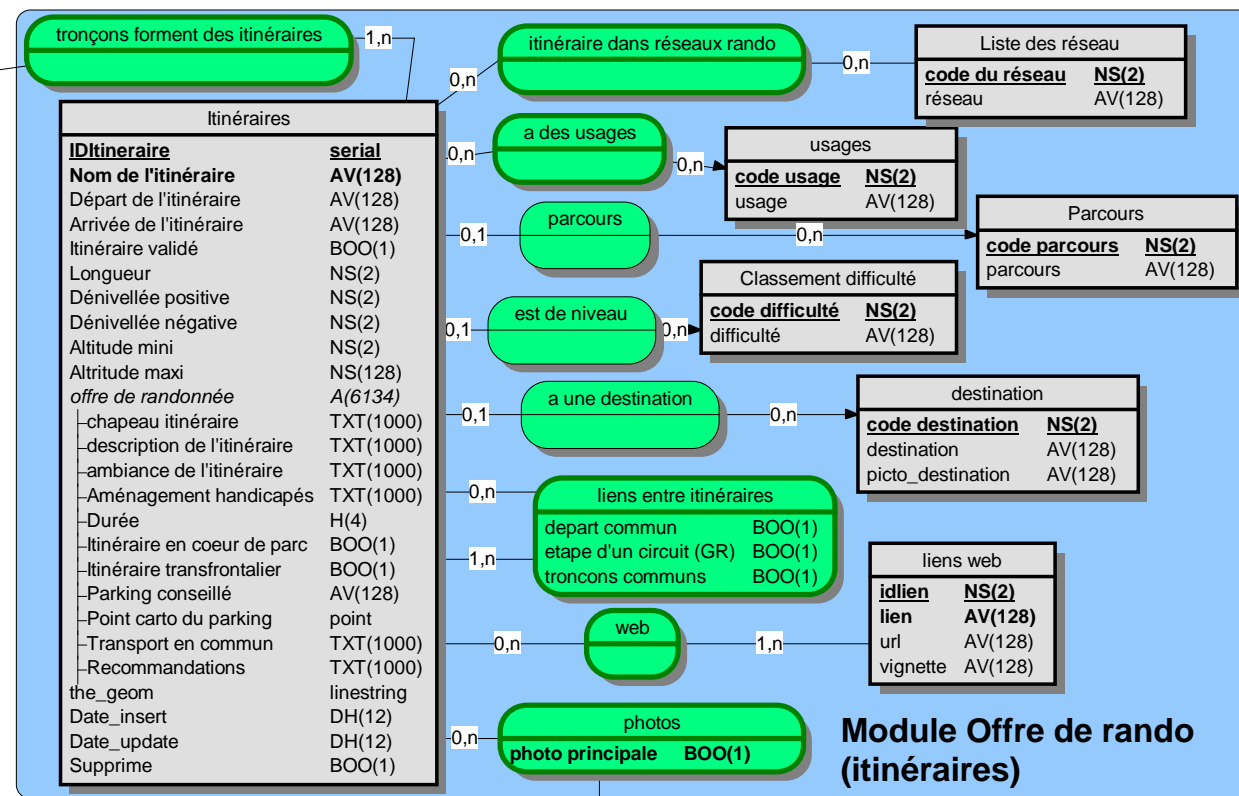 tronçons forment des itinéraires
1,n
itinéraire dans réseaux rando
0,n
0,n
Liste des réseau
code du réseau NS(2)
réseau AV(128)
Itinéraires
IDItineraire serial
Nom de l'itinéraire AV(128)
Départ de l'itinéraire AV(128)
Arrivée de l'itinéraire AV(128)
Itinéraire validé BOO(1)
Longueur NS(2)
Dénivellée positive NS(2)
Dénivellée négative NS(2)
Altitude mini NS(2)
Altritude maxi NS(128)
offre de randonnée A(6134)
chapeau itinéraire TXT(1000)
description de l'itinéraire TXT(1000)
ambiance de l'itinéraire TXT(1000)
Aménagement handicapés TXT(1000)
Durée H(4)
Itinéraire en coeur de parc BOO(1)
Itinéraire transfrontalier BOO(1)
Parking conseillé AV(128)
Point carto du parking point
Transport en commun TXT(1000)
Recommandations TXT(1000)
the_geom linestring
Date_insert DH(12)
Date_update DH(12)
Supprime BOO(1)
0,n
a des usages
0,n
usages
code usage NS(2)
usage AV(128)
0,1
parcours
0,n
Parcours
code parcours NS(2)
parcours AV(128)
0,1
est de niveau
0,n
Classement difficulté
code difficulté NS(2)
difficulté AV(128)
0,1
a une destination
0,n
destination
code destination NS(2)
destination AV(128)
picto_destination AV(128)
0,n
1,n
liens entre itinéraires
depart commun BOO(1)
etape d'un circuit (GR) BOO(1)
troncons communs BOO(1)
0,n
web
1,n
liens web
idlien NS(2)
lien AV(128)
url AV(128)
vignette AV(128)
0,n
photos
photo principale BOO(1)
Module Offre de rando
(itinéraires)